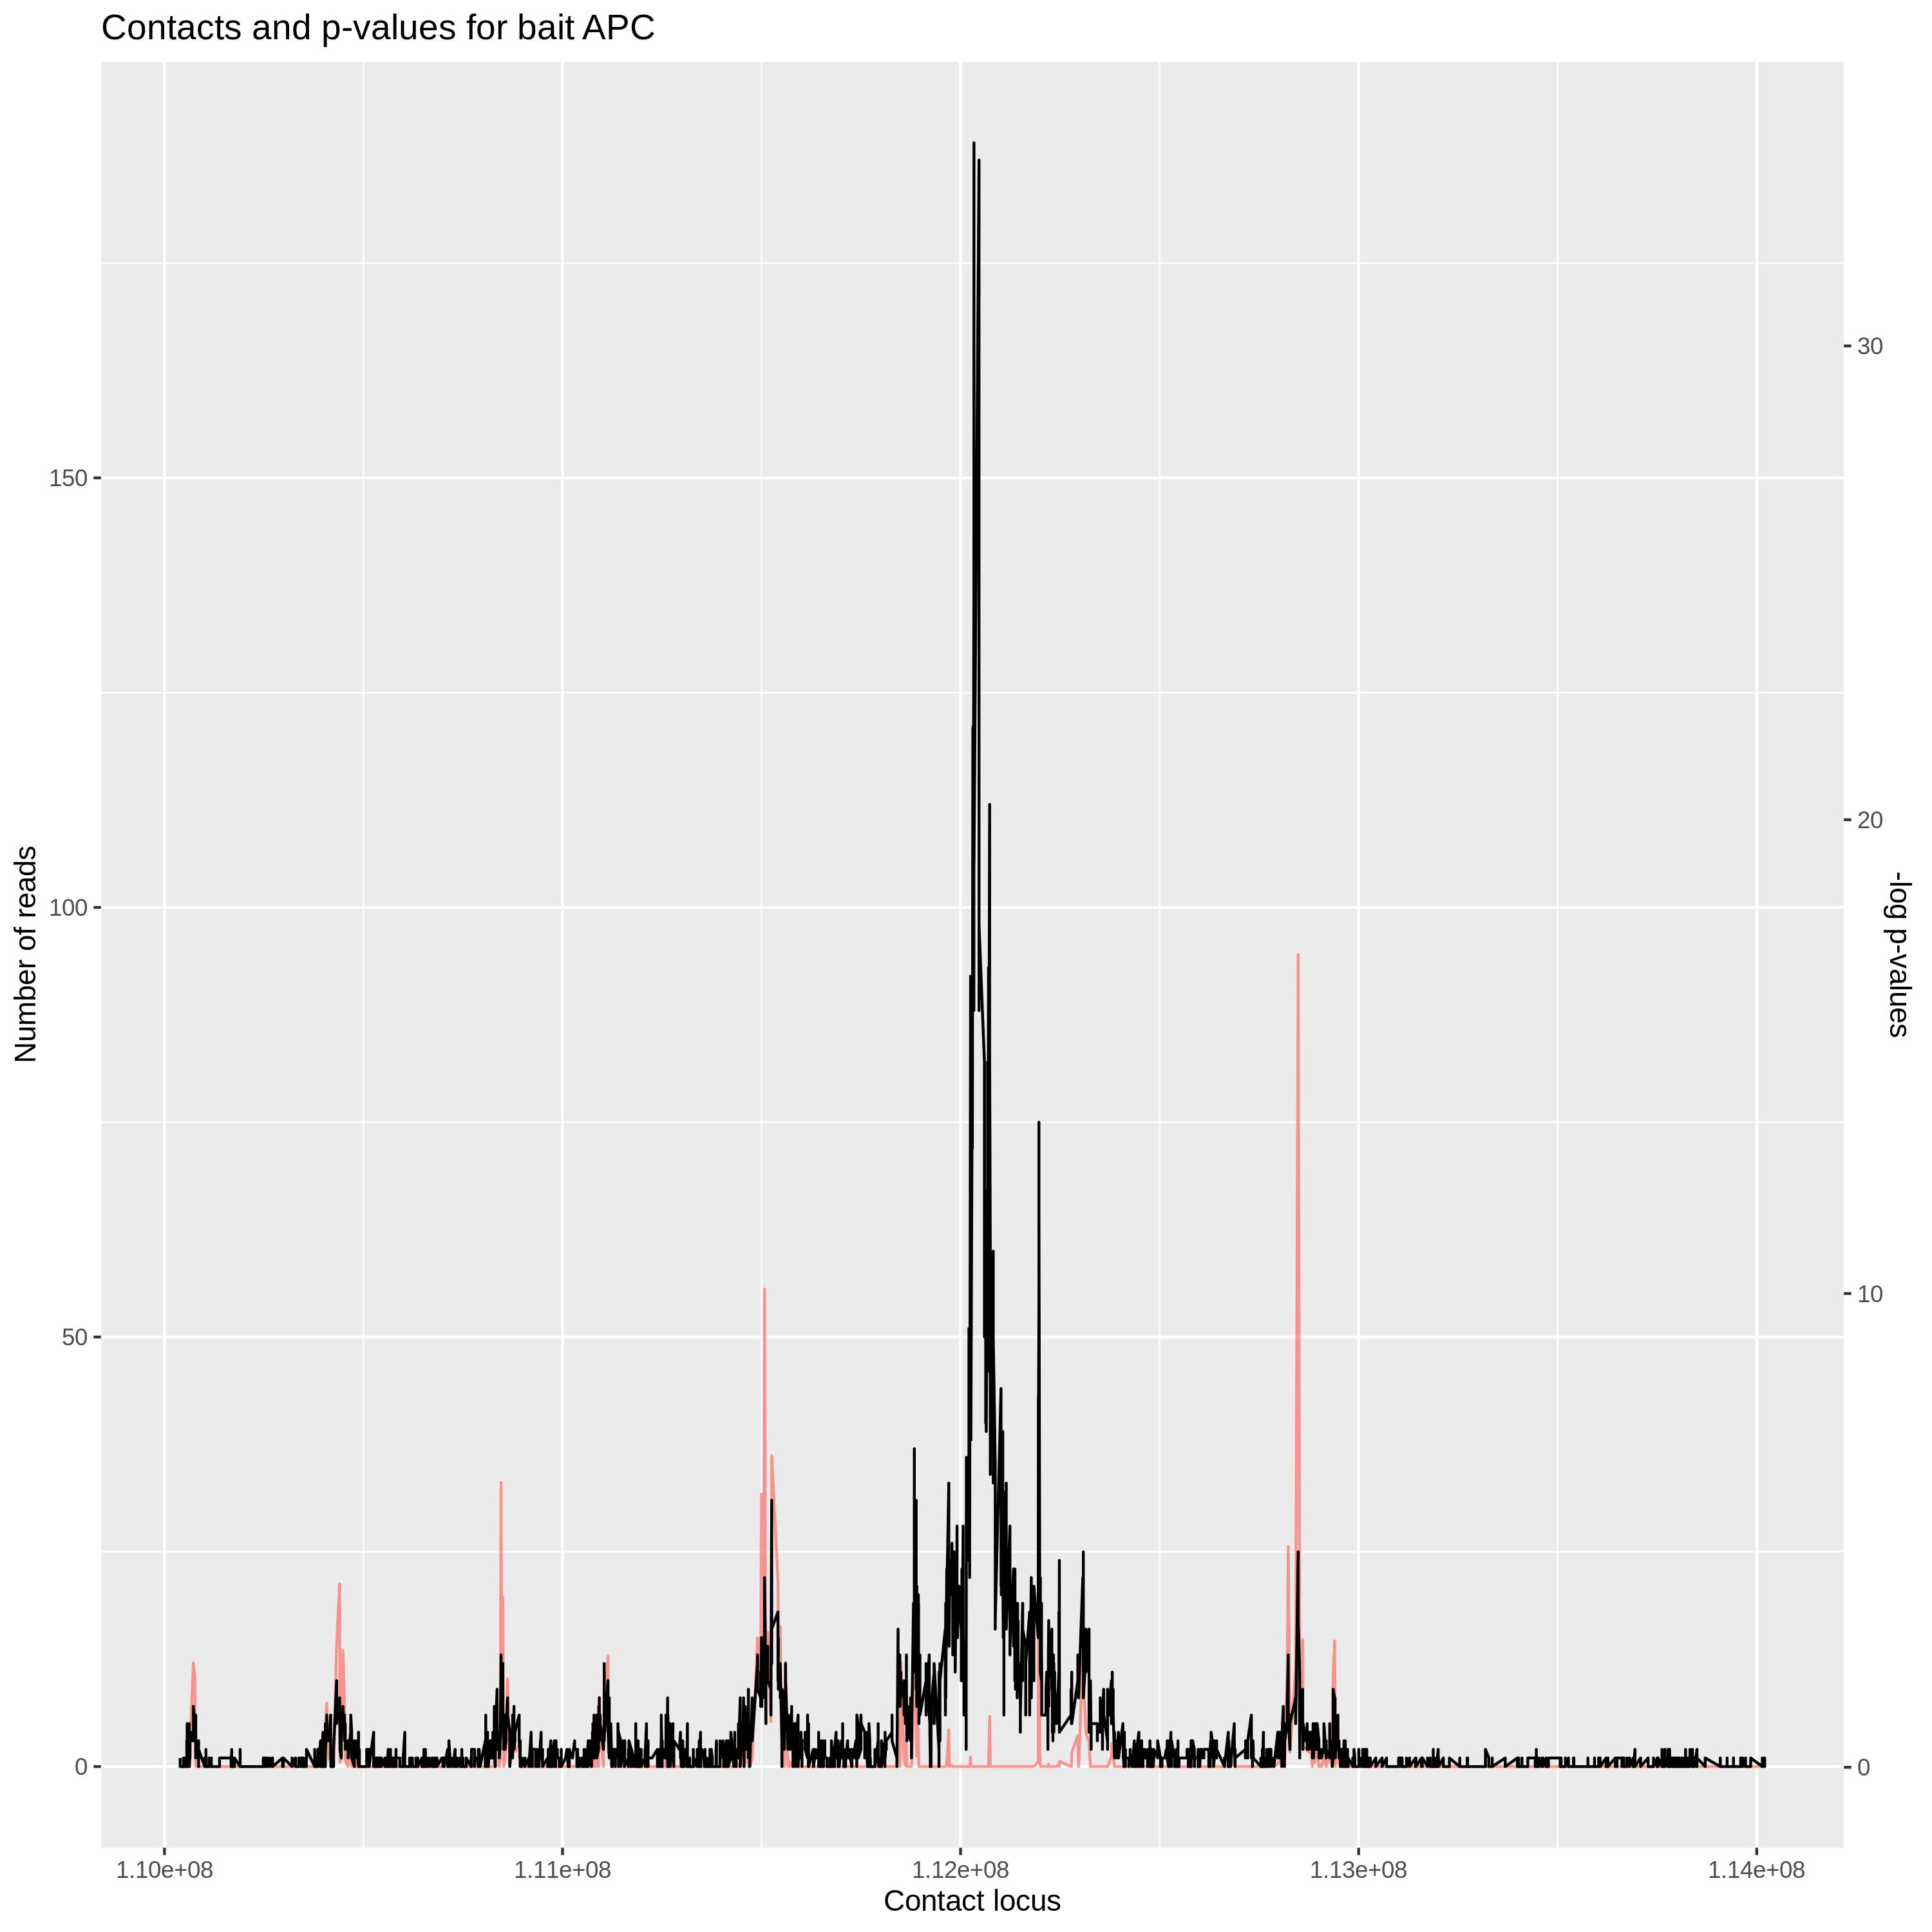 Contacts and p-values for bait APC
Number of reads
150
100
50
0
30
20
10
0
-log p-values
1.10e+08
1.11e+08
1.12e+08
1.13e+08
1.14e+08
Contact locus